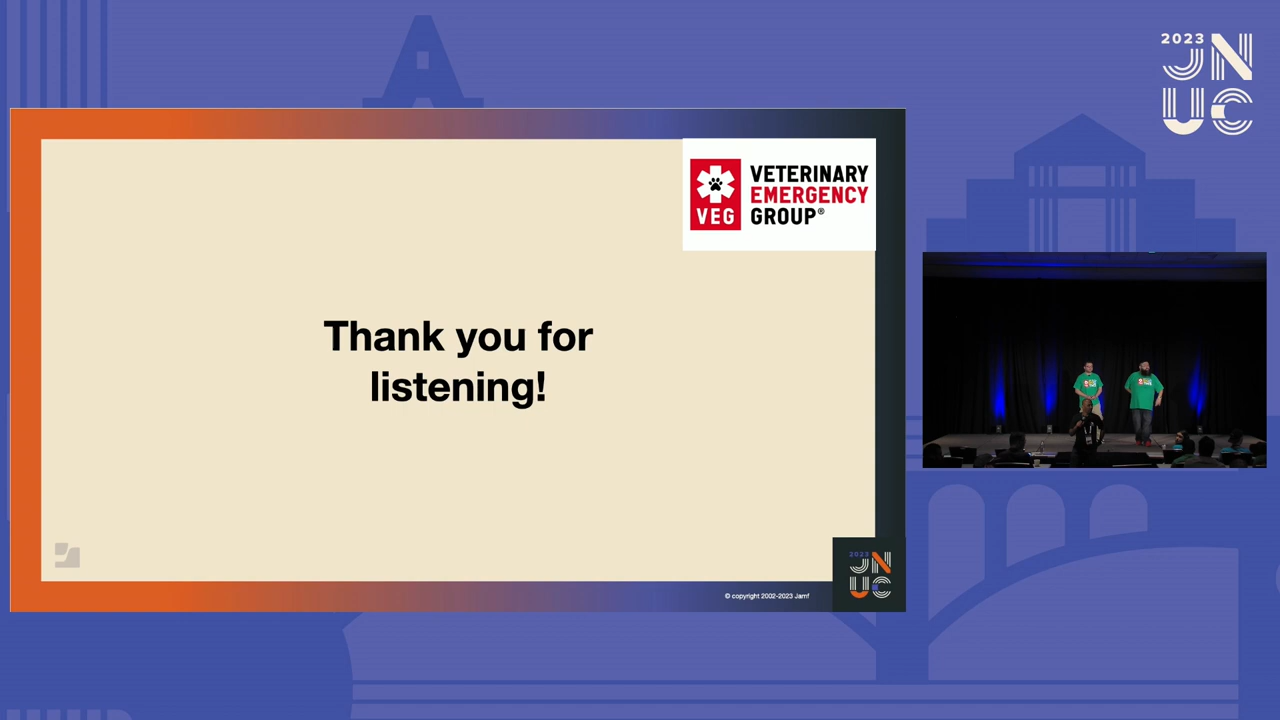 2023
JN
UC
VEG
VETERINARY
EMERGENCY
GROUP®
Thank you for
listening!
© copyright 2002-2023 Jamf
2023
JN
UC